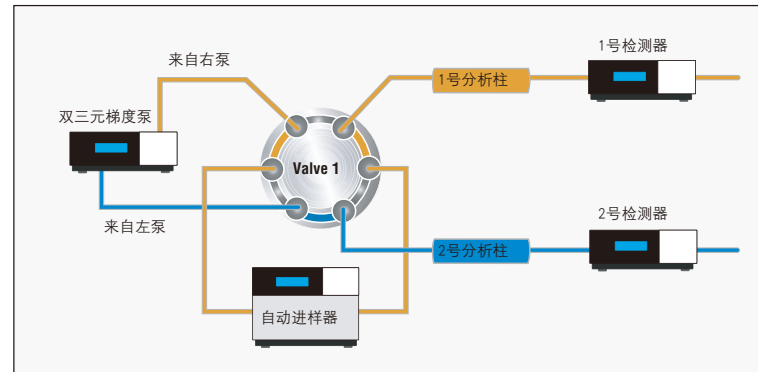 来自右泵
1号检测器
双三元梯度泵
1号分析柱
Valve 1
来自左泵
2号检测器
2号分析柱
自动进样器